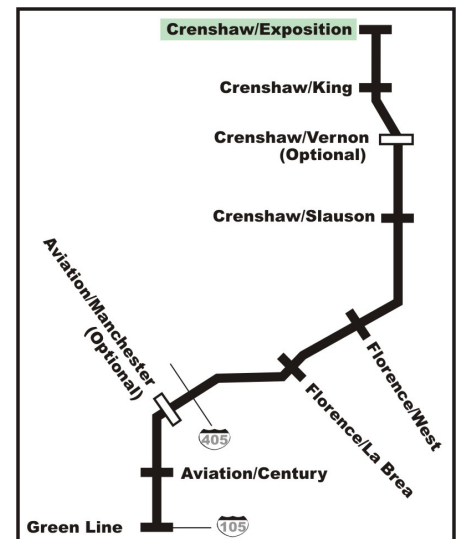 Crenshaw/Exposition
Crenshaw/King
Crenshaw/Vernon
(Optional)
Crenshaw/Slauson
Aviation/Manchester
(Optional)
Florence/West
Florence/La Brea
405
Aviation/Century
Green Line
105